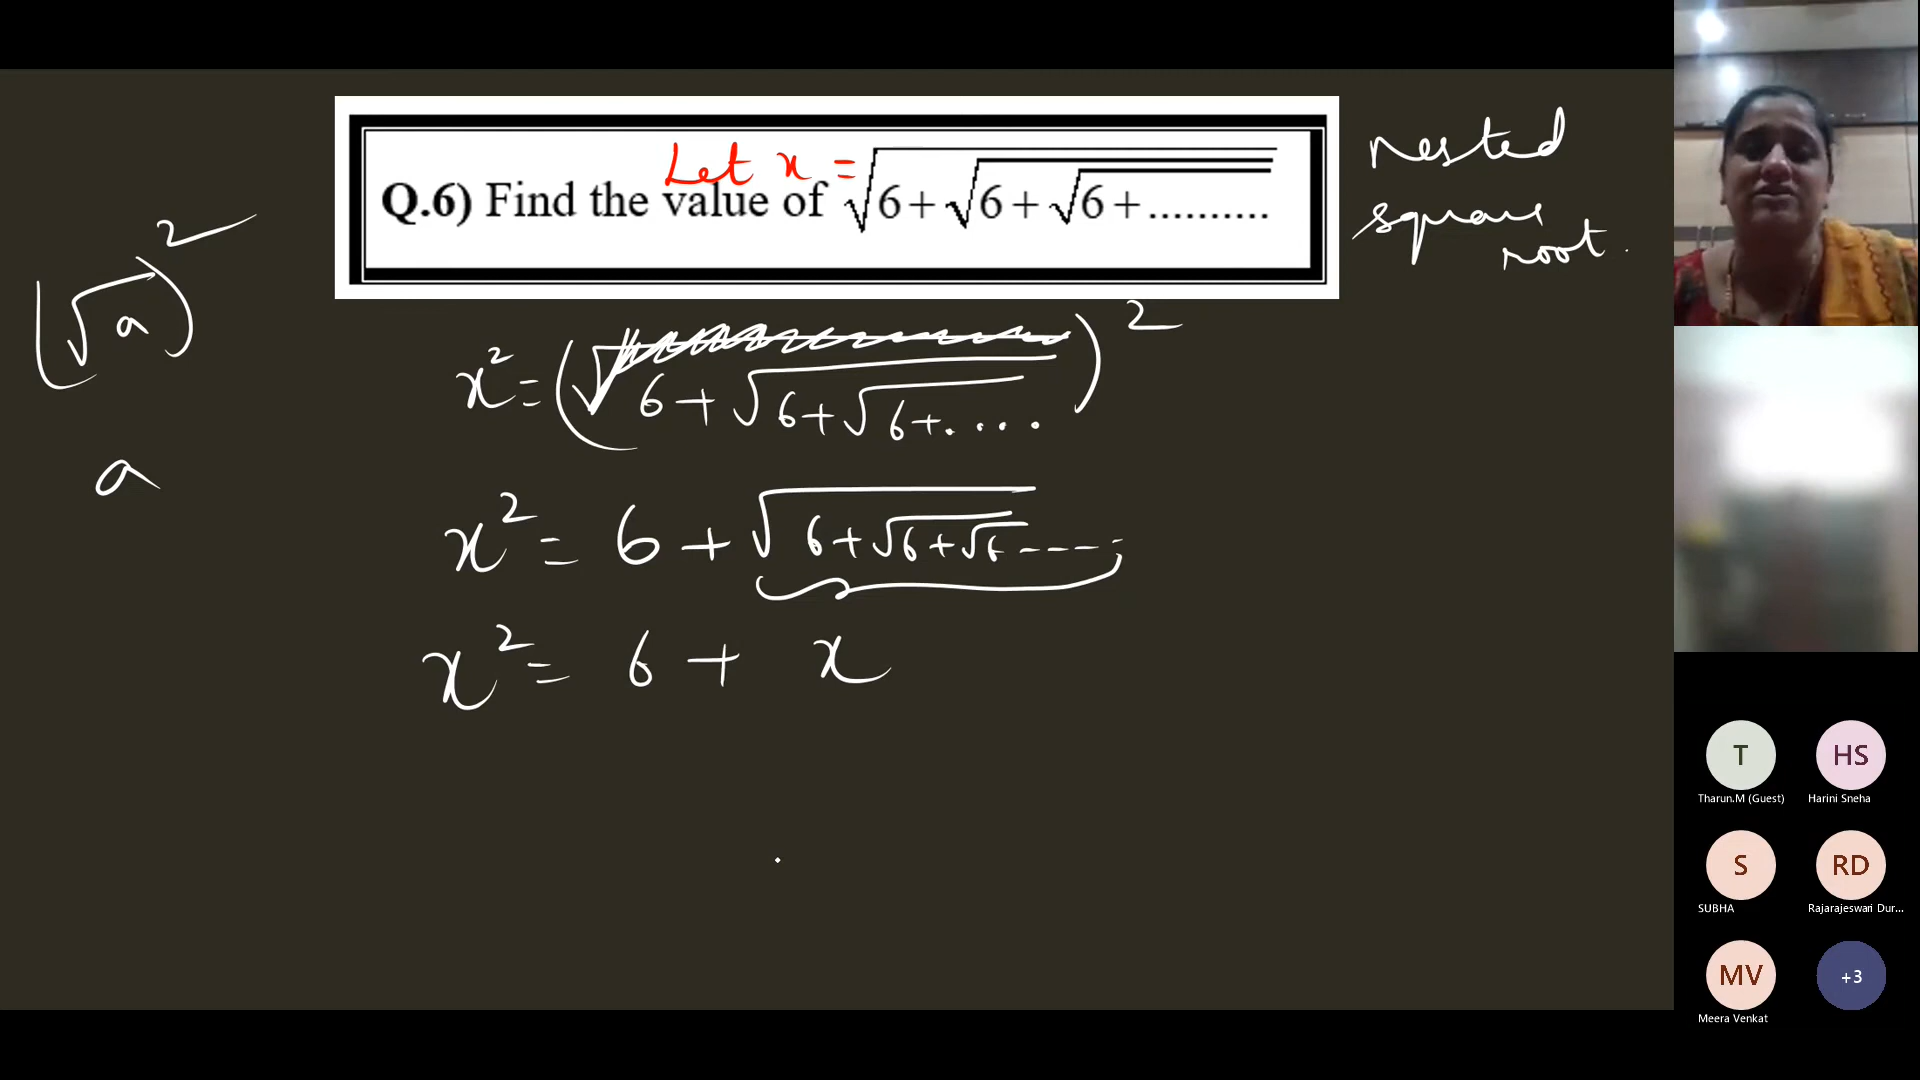 Let x =
Q.6) Find the value of √6+√6+√6+..........
nested
square
root.
(√a)²
a
x² = (√6+√6+√6+....)²
x² = 6 + √6+√6+√6-----
x² = 6 + x
T
Tharun.M (Guest)
HS
Harini Sneha
S
SUBHA
RD
Rajarajeswari Dur...
MV
Meera Venkat
+3